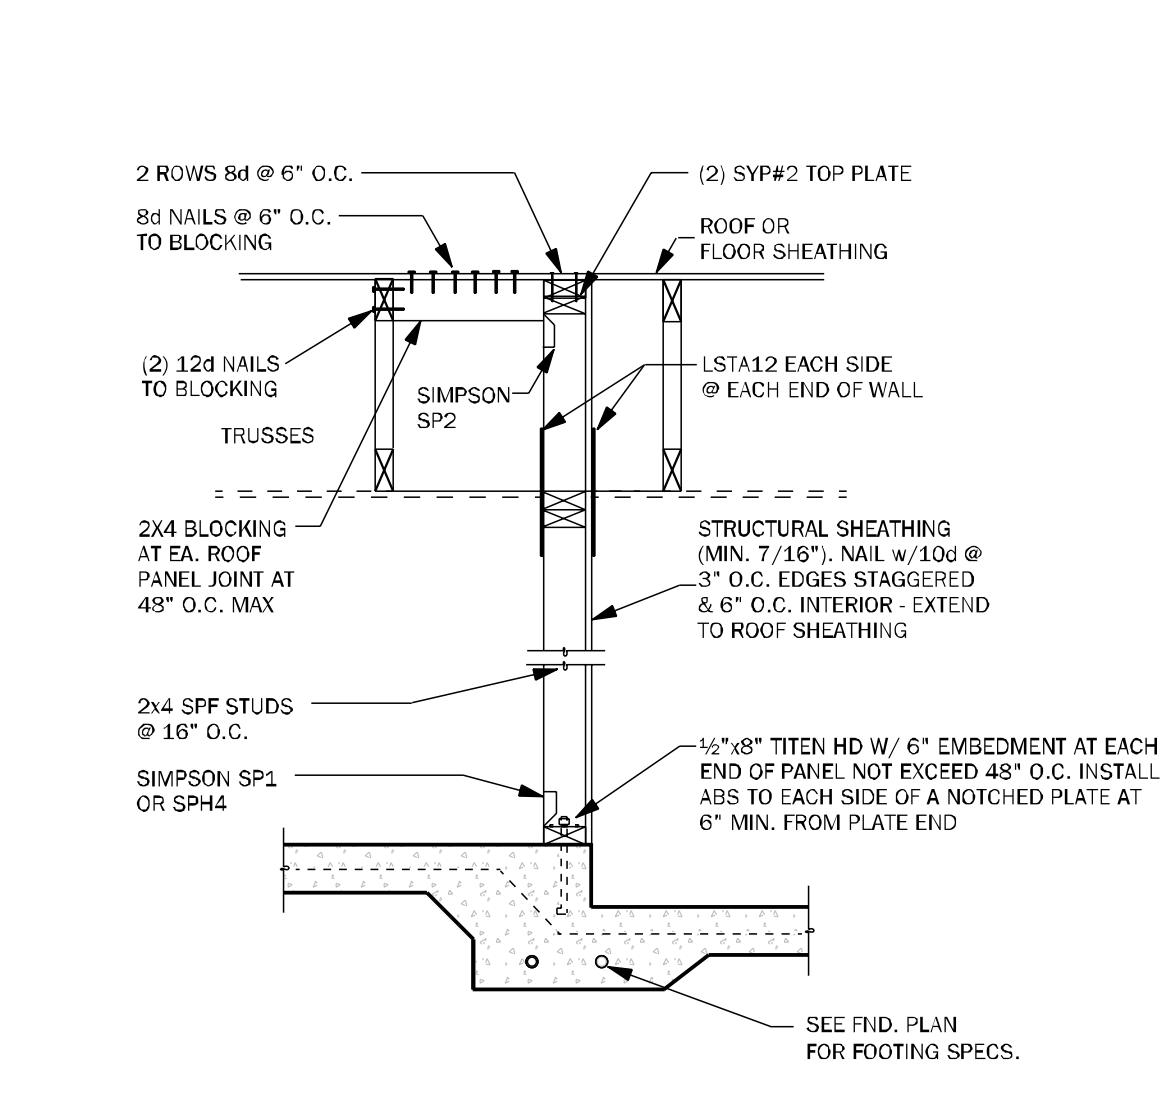 2 ROWS 8d @ 6" O.C.
(2) SYP#2 TOP PLATE
8d NAILS @ 6" O.C.
TO BLOCKING
ROOF OR
FLOOR SHEATHING
(2) 12d NAILS
TO BLOCKING
SIMPSON
SP2
LSTA12 EACH SIDE
@ EACH END OF WALL
TRUSSES
2X4 BLOCKING
AT EA. ROOF
PANEL JOINT AT
48" O.C. MAX
STRUCTURAL SHEATHING
(MIN. 7/16"). NAIL w/10d @
3" O.C. EDGES STAGGERED
& 6" O.C. INTERIOR - EXTEND
TO ROOF SHEATHING
2x4 SPF STUDS
@ 16" O.C.
SIMPSON SP1
OR SPH4
½"x8" TITEN HD W/ 6" EMBEDMENT AT EACH
END OF PANEL NOT EXCEED 48" O.C. INSTALL
ABS TO EACH SIDE OF A NOTCHED PLATE AT
6" MIN. FROM PLATE END
SEE FND. PLAN
FOR FOOTING SPECS.